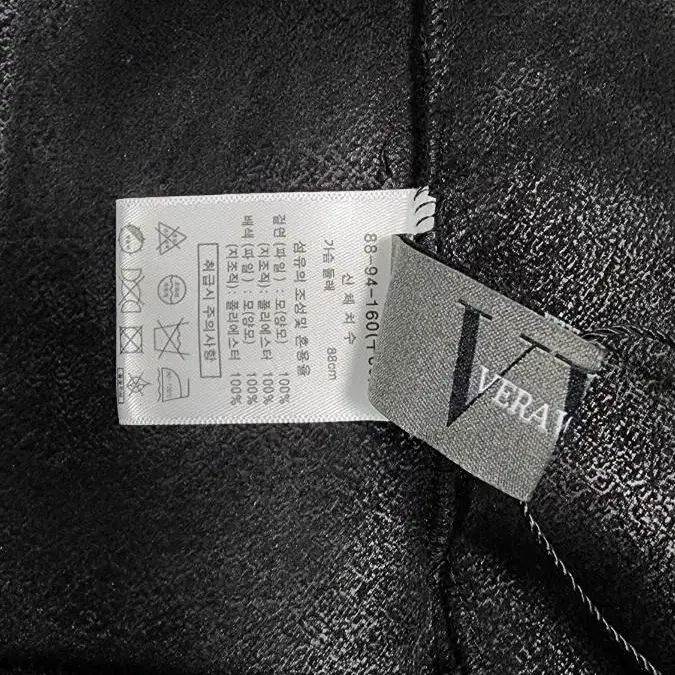 88-94-160(
신 체 치 수
가슴 둘레 88cm
섬유의 조성및 혼용율
겉면(파일) : 모(양모) 100%
(지조직): 폴리에스터 100%
배색(파일) : 모(양모) 100%
(지조직): 폴리에스터 100%
취급시 주의사항
V
VERA W